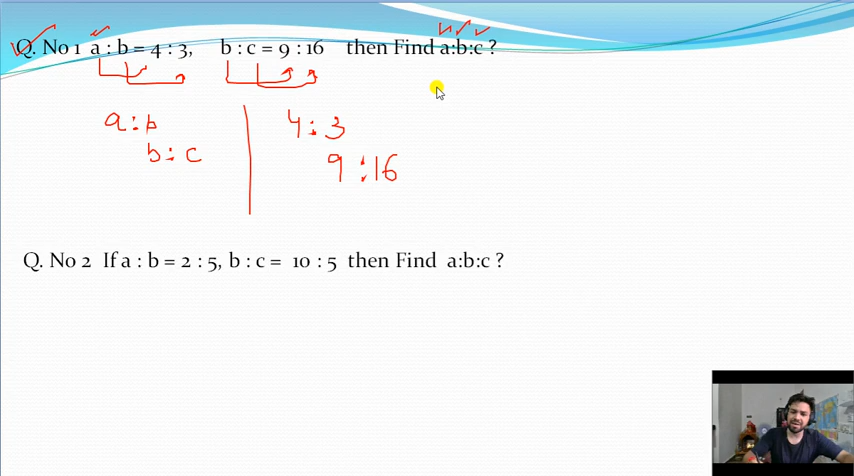 Q. No 1 a : b = 4 : 3, b : c = 9 : 16 then Find a:b:c ?
a : b 4 : 3
b : c 9 : 16
Q. No 2 If a : b = 2 : 5, b : c = 10 : 5 then Find a:b:c ?